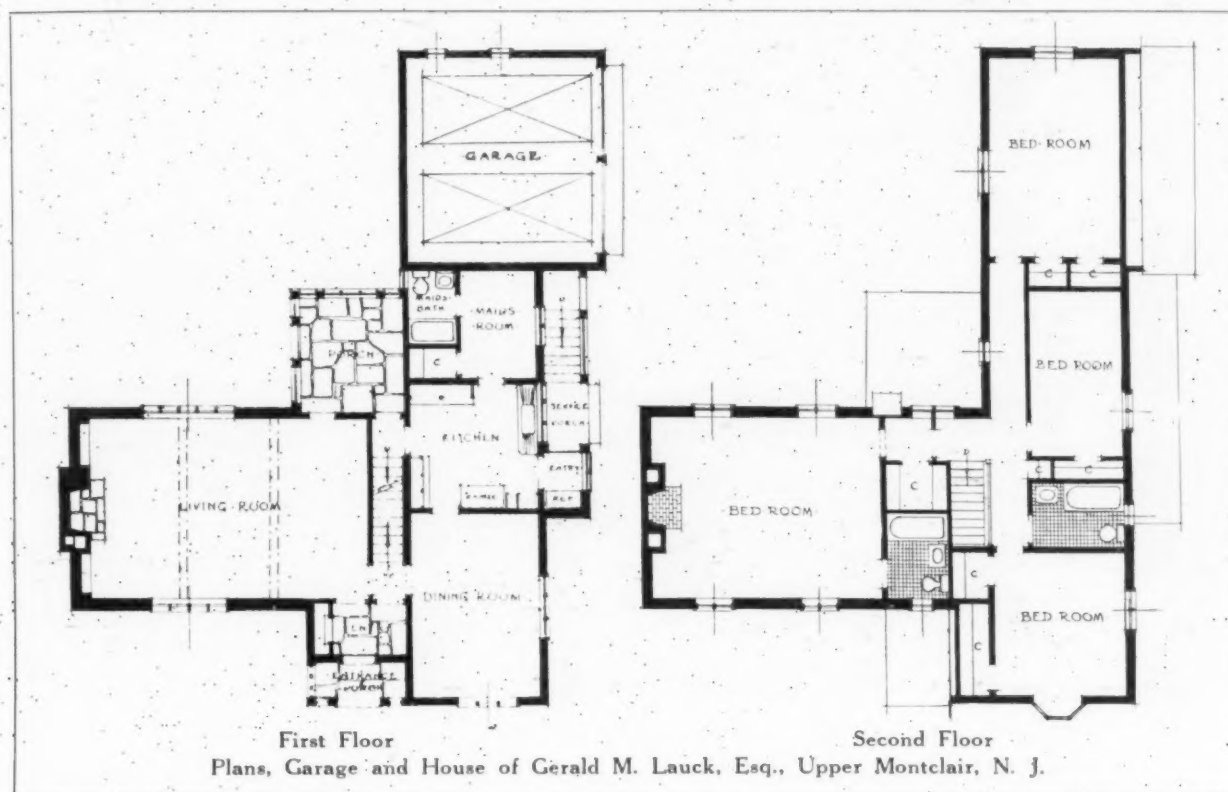 GARAGE
MAIDS
BATH
MAIDS
ROOM
C
D
PORCH
SERVICE
PORCH
KITCHEN
ENTRY
REF
LIVING-ROOM
DINING ROOM
EN
ENTRANCE
PORCH
First Floor
BED-ROOM
C
C
BED ROOM
D
C
C
C
BED ROOM
C
BED ROOM
C
Second Floor
Plans, Garage and House of Gerald M. Lauck, Esq., Upper Montclair, N. J.